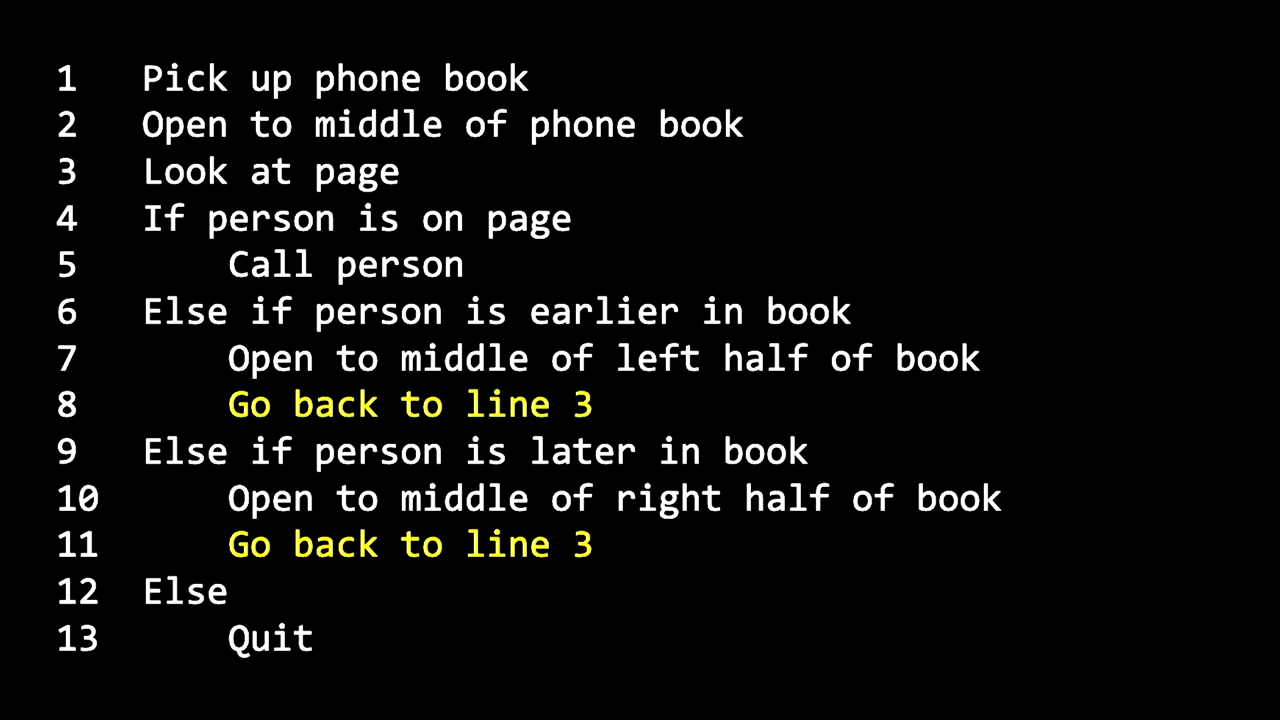 1 Pick up phone book
2 Open to middle of phone book
3 Look at page
4 If person is on page
5 Call person
6 Else if person is earlier in book
7 Open to middle of left half of book
8 Go back to line 3
9 Else if person is later in book
10 Open to middle of right half of book
11 Go back to line 3
12 Else
13 Quit